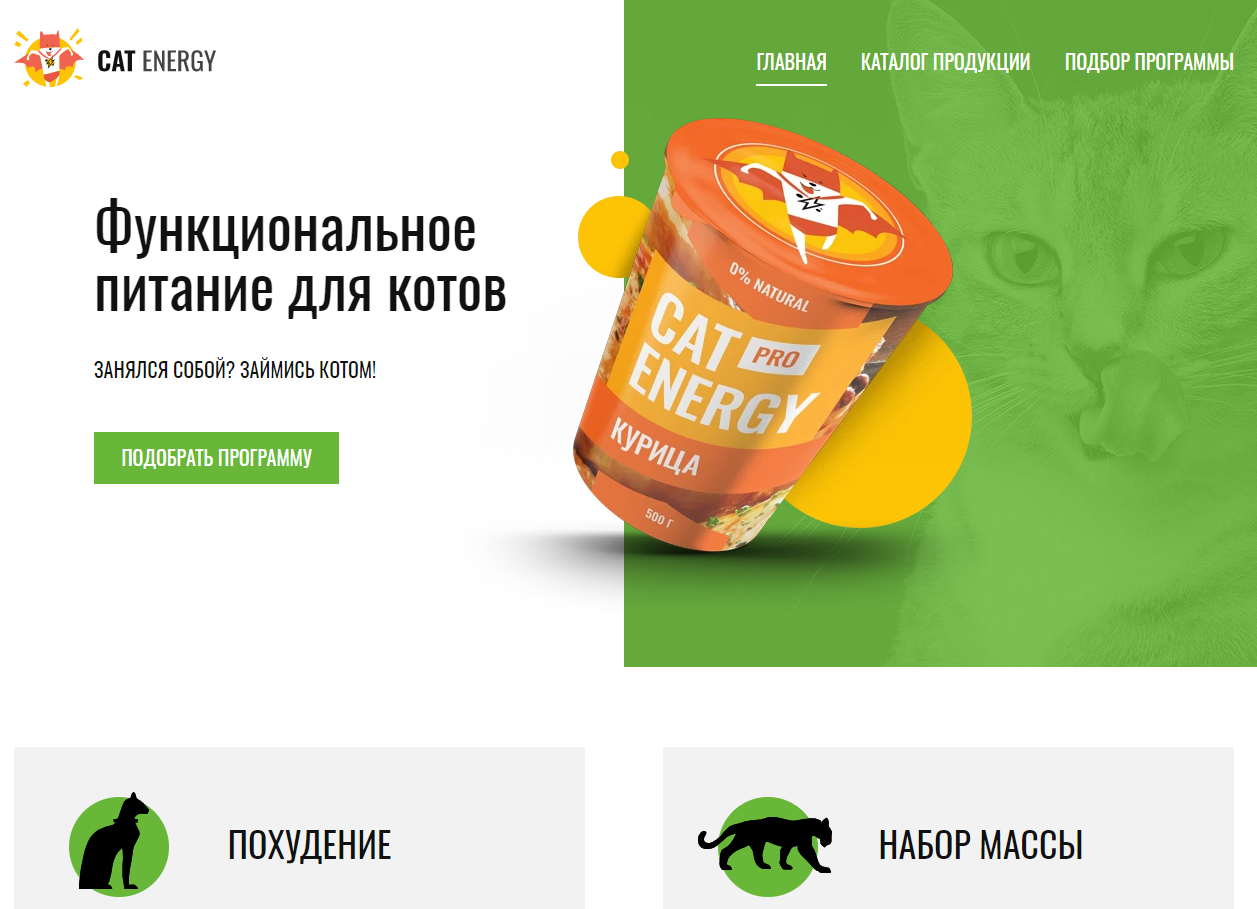 CAT ENERGY
ГЛАВНАЯ
КАТАЛОГ ПРОДУКЦИИ
ПОДБОР ПРОГРАММЫ
Функциональное
питание для котов
ЗАНЯЛСЯ СОБОЙ? ЗАЙМИСЬ КОТОМ!
ПОДОБРАТЬ ПРОГРАММУ
0% NATURAL
CAT PRO
ENERGY
КУРИЦА
500 Г
ПОХУДЕНИЕ
НАБОР МАССЫ